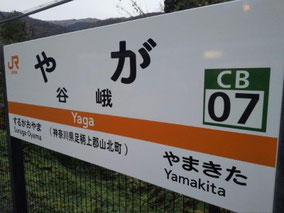 JR
やが
谷峨
CB
07
Yaga
するがおやま
Suruga-Oyama
(神奈川県足柄上郡山北町)
やまきた
Yamakita